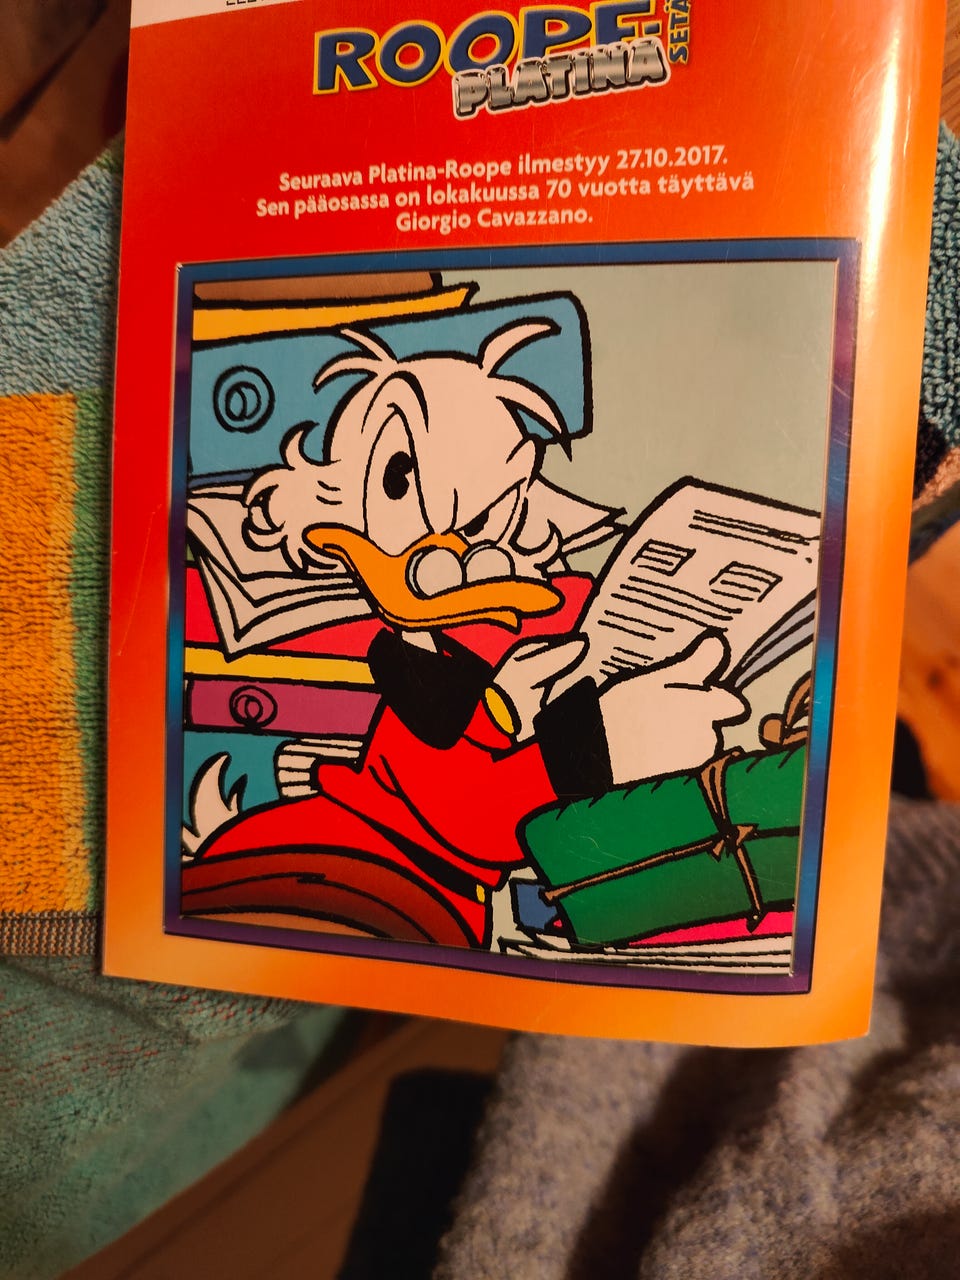 ROOPE-
SETÄ
PLATINA
Seuraava Platina-Roope ilmestyy 27.10.2017.
Sen pääosassa on lokakuussa 70 vuotta täyttävä
Giorgio Cavazzano.